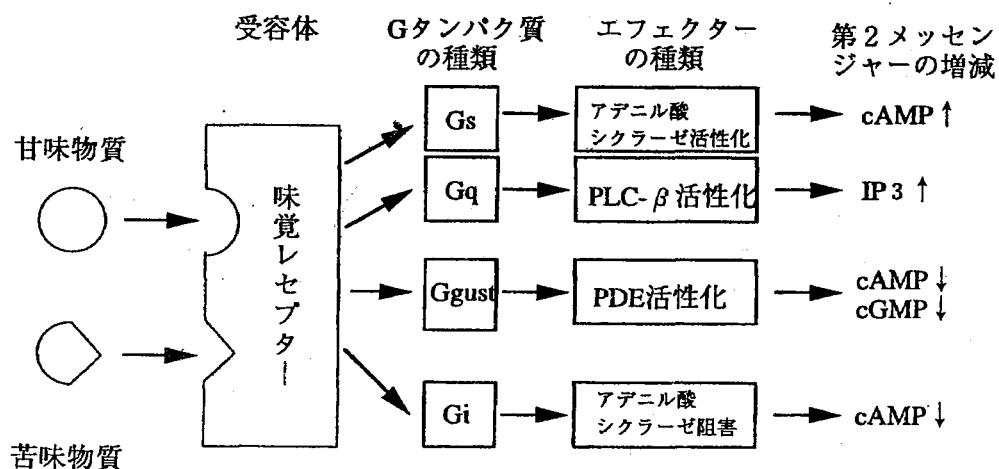 受容体
Gタンパク質
の種類
エフェクター
の種類
第2メッセン
ジャーの増減
甘味物質
苦味物質
味覚レセプター
Gs
アデニル酸
シクラーゼ活性化
cAMP↑
Gq
PLC-β活性化
IP3↑
Ggust
PDE活性化
cAMP↓
cGMP↓
Gi
アデニル酸
シクラーゼ阻害
cAMP↓